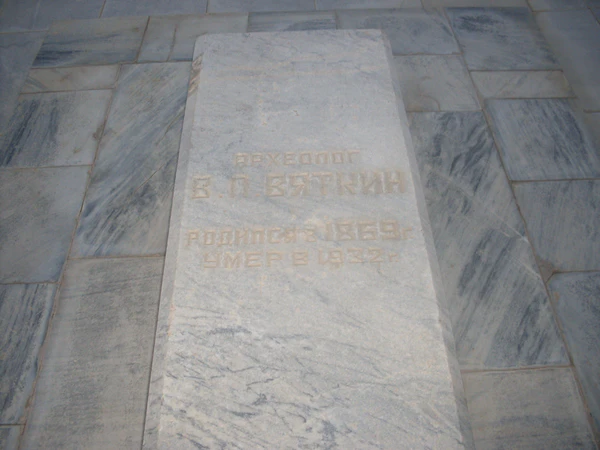 АРХЕОЛОГ
В. Л. ВЯТКИН
РОДИЛСЯ В 1869 г
УМЕР В 1932 г